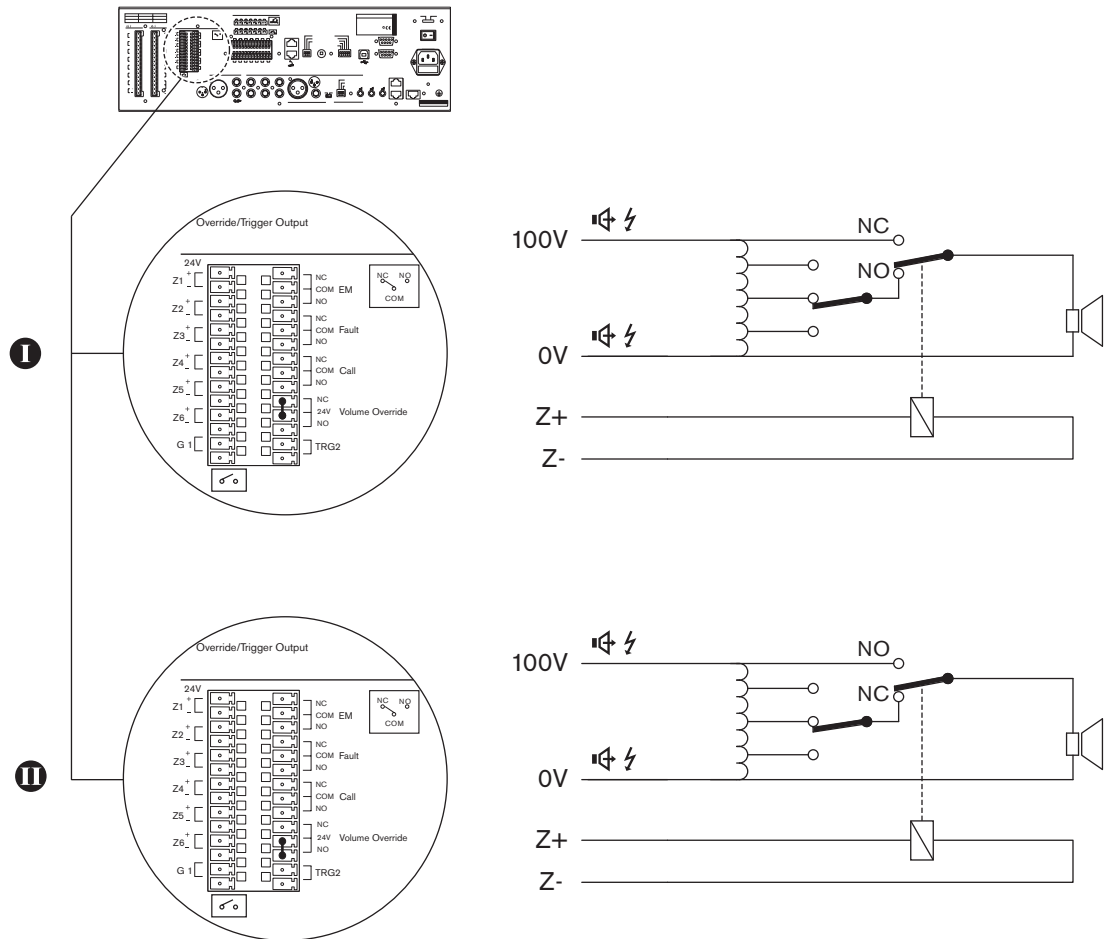 Override/Trigger Output
24V
Z1 + -
Z2 + -
Z3 + -
Z4 + -
Z5 + -
Z6 + -
G 1
NC
COM EM
NO
NC
COM Fault
NO
NC
COM Call
NO
NC
24V Volume Override
NO
TRG2
NC NO
COM
I
100V
NC
NO
0V
Z+
Z-
Override/Trigger Output
24V
Z1 + -
Z2 + -
Z3 + -
Z4 + -
Z5 + -
Z6 + -
G 1
NC
COM EM
NO
NC
COM Fault
NO
NC
COM Call
NO
NC
24V Volume Override
NO
TRG2
NC NO
COM
II
100V
NO
NC
0V
Z+
Z-